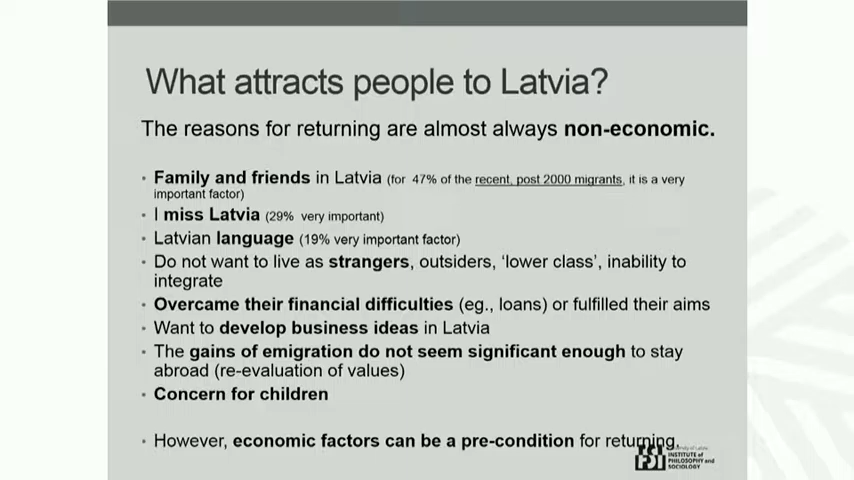 What attracts people to Latvia?
The reasons for returning are almost always non-economic.
• Family and friends in Latvia (for 47% of the recent, post 2000 migrants, it is a very
important factor)
• I miss Latvia (29% very important)
• Latvian language (19% very important factor)
• Do not want to live as strangers, outsiders, 'lower class', inability to
integrate
• Overcame their financial difficulties (eg., loans) or fulfilled their aims
• Want to develop business ideas in Latvia
• The gains of emigration do not seem significant enough to stay
abroad (re-evaluation of values)
• Concern for children
• However, economic factors can be a pre-condition for returning.
University of Latvia
INSTITUTE of
PHILOSOPHY and
SOCIOLOGY